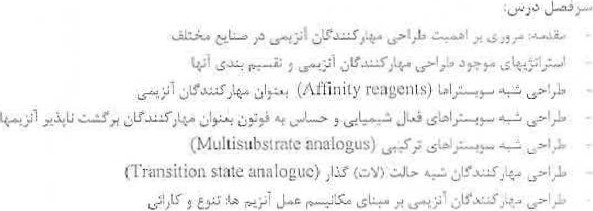 سرفصل درس:
- مقدمه: مروری بر اهمیت طراحی مهارکنندگان آنزیمی در صنایع مختلف
- استراتژیهای موجود طراحی مهارکنندگان آنزیمی و تقسیم بندی آنها
- طراحی شبه سوبستراها (Affinity reagents) بعنوان مهارکنندگان آنزیمی
- طراحی شبه سوبستراهای فعال شیمیایی و حساس به فوتون بعنوان مهارکنندگان برگشت ناپذیر آنزیمها
- طراحی شبه سوبستراهای ترکیبی (Multisubstrate analogus)
- طراحی مهارکنندگان شبه حالت (لات) گذار (Transition state analogue)
- طراحی مهارکنندگان آنزیمی بر مبنای مکانیسم عمل آنزیم ها: تنوع و کارائی